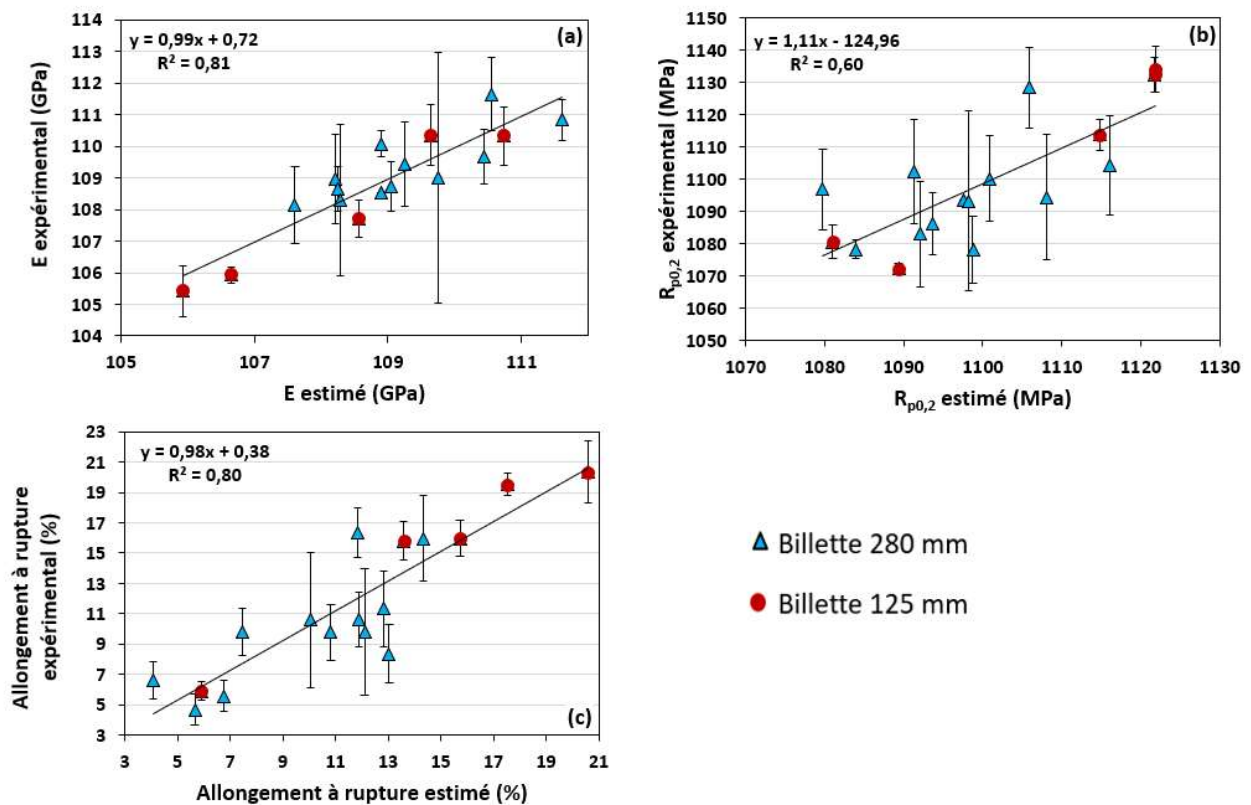 y = 0,99x + 0,72
R² = 0,81
(a)
114
113
112
111
110
109
108
107
106
105
104
E expérimental (GPa)
105 107 109 111
E estimé (GPa)
y = 1,11x - 124,96
R² = 0,60
(b)
1140
1130
1120
1110
1100
1090
1080
1070
1060
1050
Rp0,2 expérimental (MPa)
1070 1080 1090 1100 1110 1120 1130
Rp0,2 estimé (MPa)
y = 0,98x + 0,38
R² = 0,80
(c)
23
21
19
17
15
13
11
9
7
5
3
Allongement à rupture
expérimental (%)
3 5 7 9 11 13 15 17 19 21
Allongement à rupture estimé (%)
Billette 280 mm
Billette 125 mm